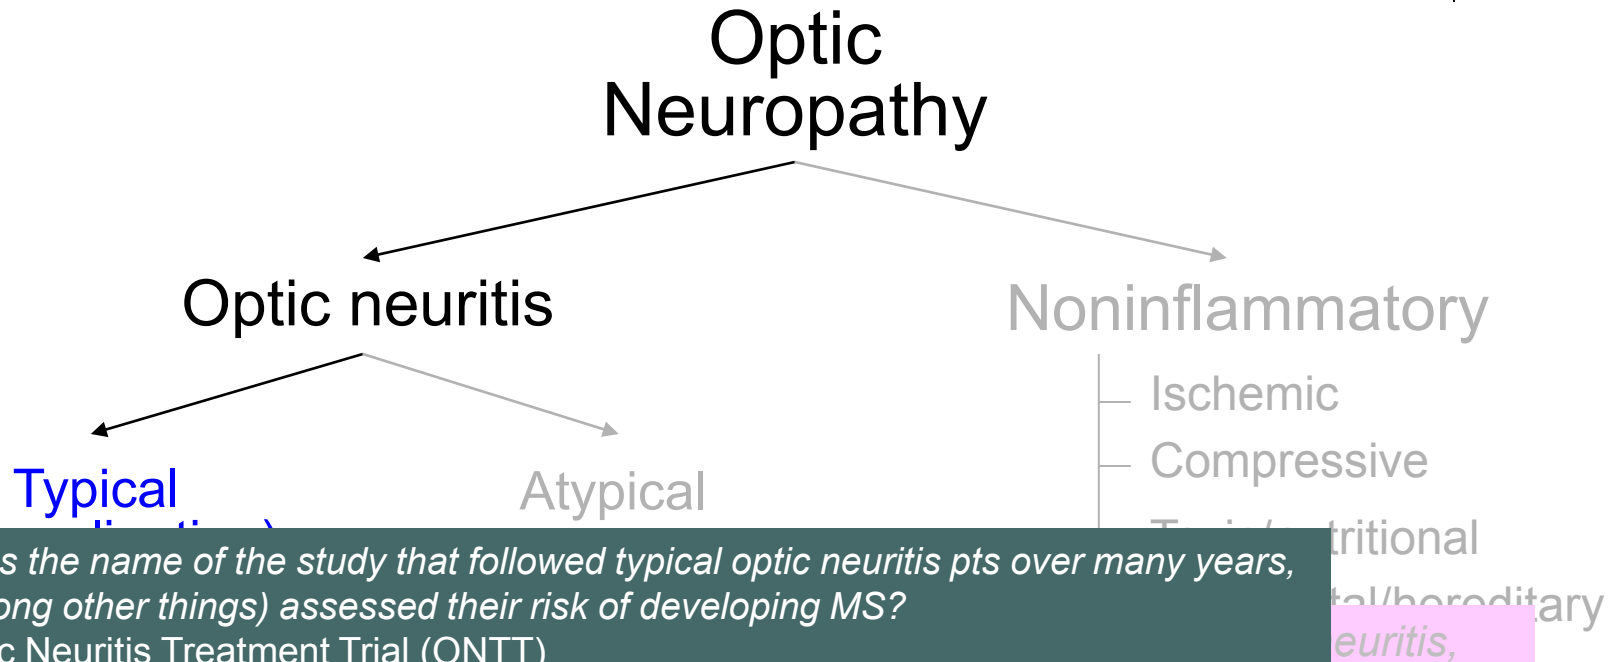 Optic
Neuropathy
Optic neuritis
Noninflammatory
Ischemic
Compressive
Typical
Atypical
tritional
s the name of the study that followed typical optic neuritis pts over many years,
ong other things) assessed their risk of developing MS?
c Neuritis Treatment Trial (ONTT)
tal/hereditary
euritis,